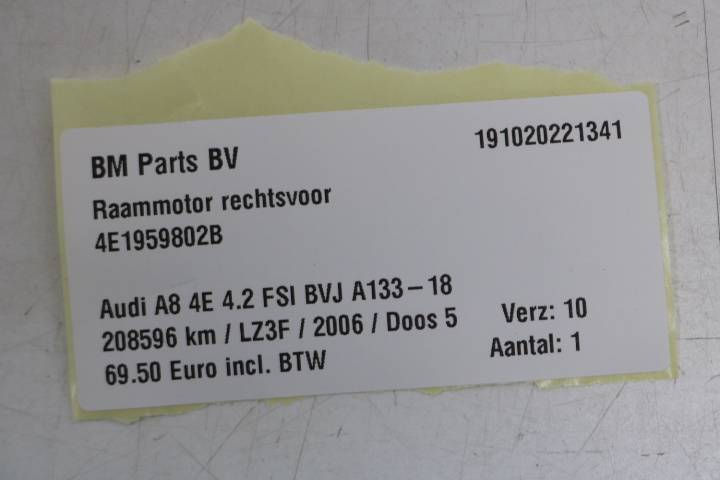 BM Parts BV 191020221341
Raammotor rechtsvoor
4E1959802B
Audi A8 4E 4.2 FSI BVJ A133-18
208596 km / LZ3F / 2006 / Doos 5 Verz: 10
69.50 Euro incl. BTW Aantal: 1